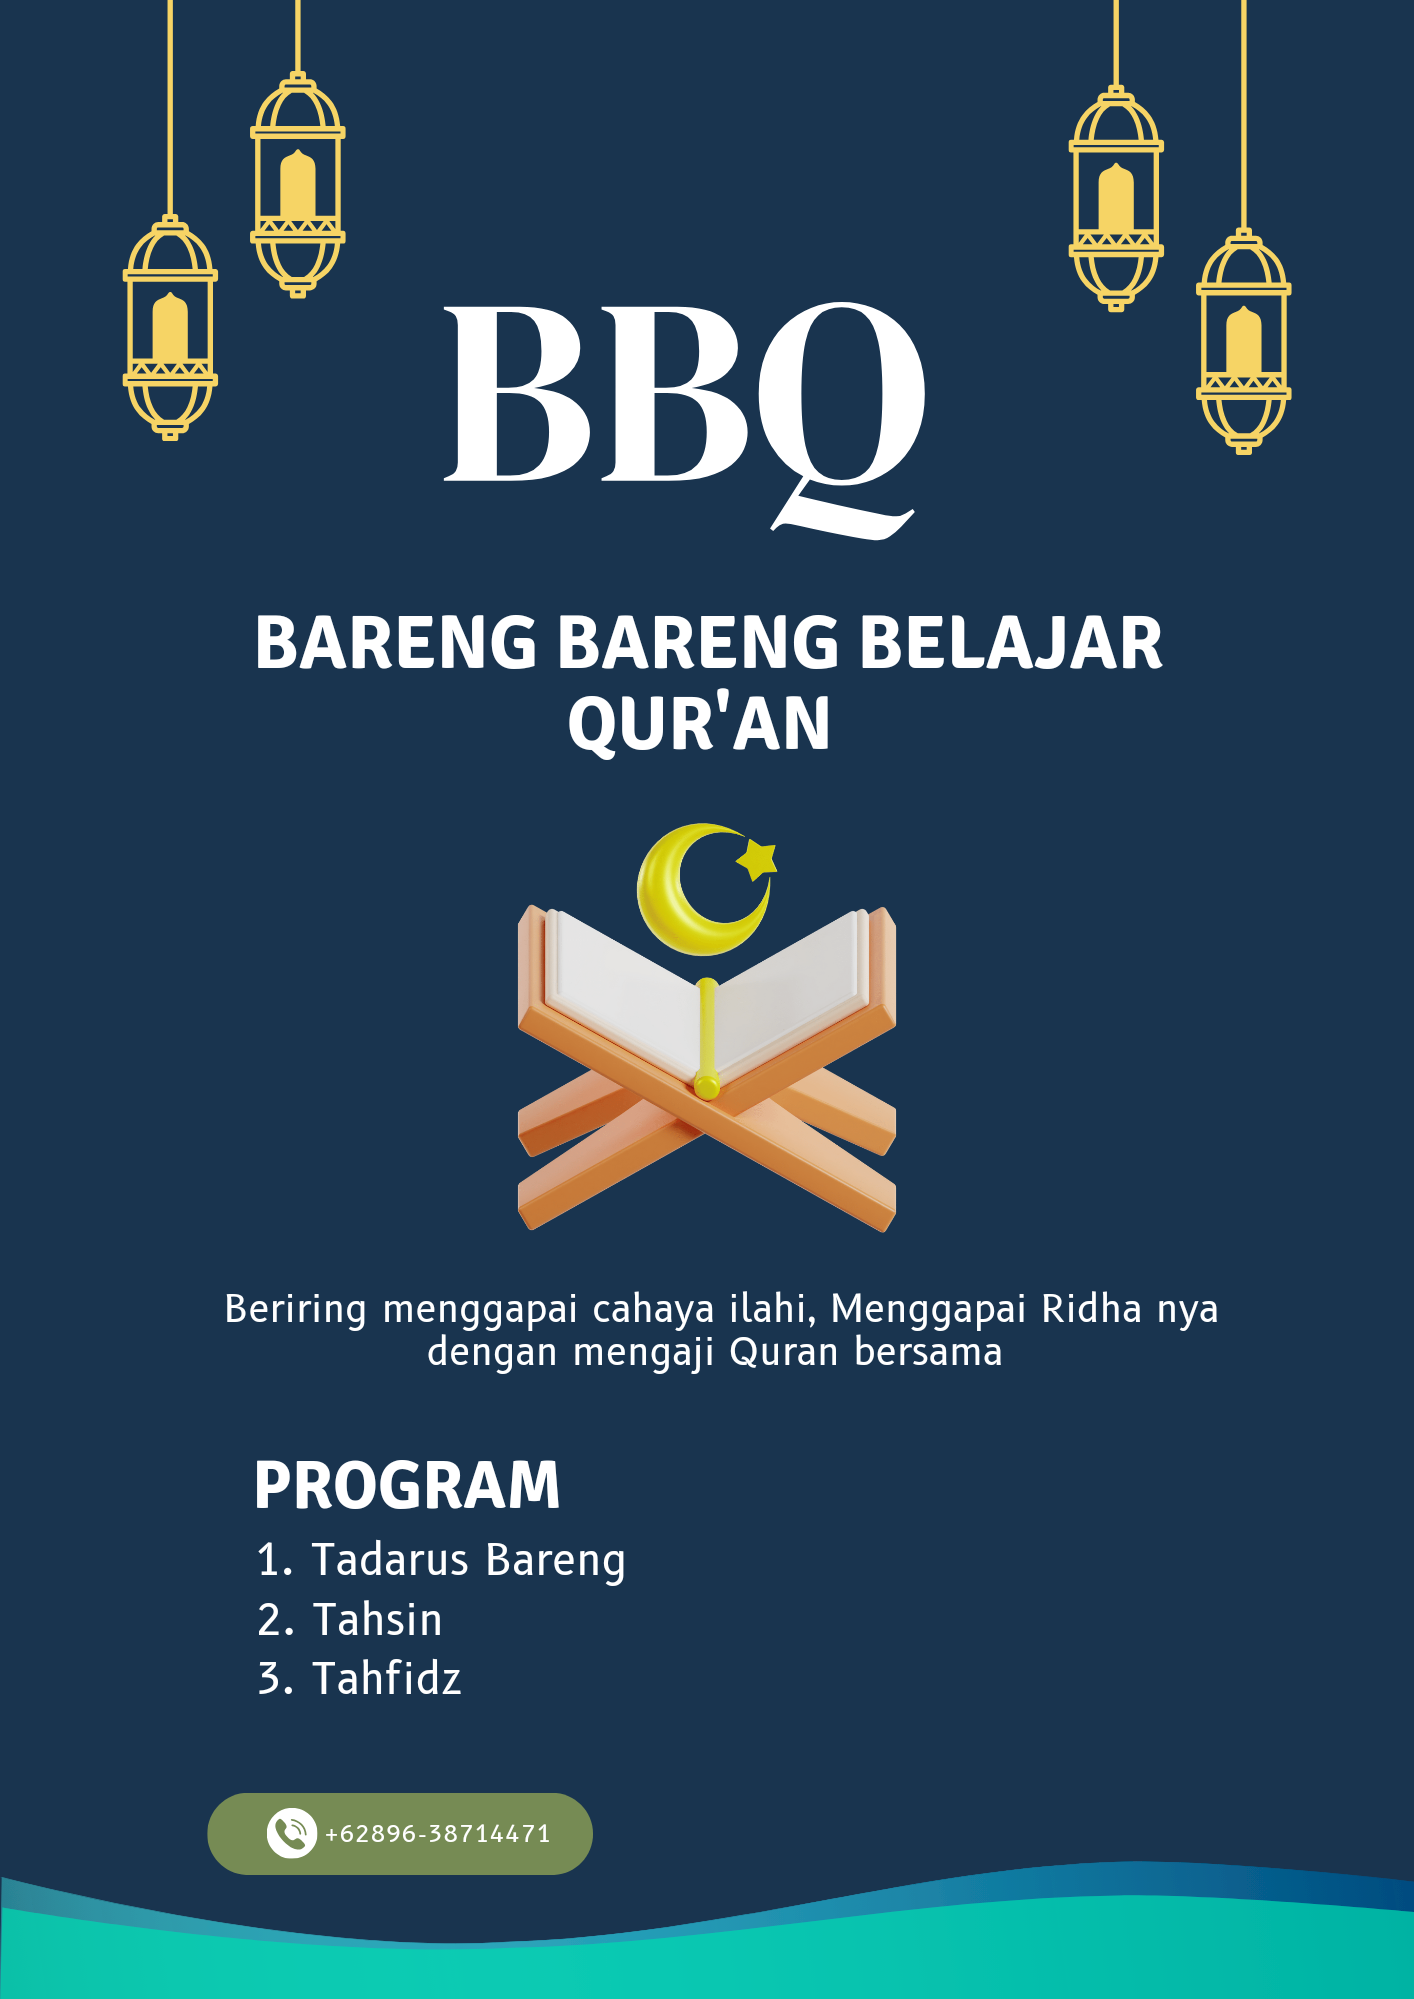 BBQ
BARENG BARENG BELAJAR
QUR'AN
Beriring menggapai cahaya ilahi, Menggapai Ridha nya
dengan mengaji Quran bersama
PROGRAM
1. Tadarus Bareng
2. Tahsin
3. Tahfidz
+62896-38714471